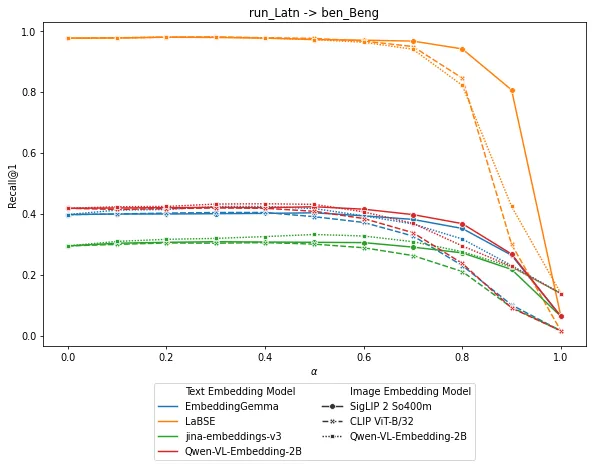 run_Latn -> ben_Beng
Recall@1
1.0
0.8
0.6
0.4
0.2
0.0
0.0 0.2 0.4 0.6 0.8 1.0
α
Text Embedding Model Image Embedding Model
EmbeddingGemma SigLIP 2 So400m
LaBSE CLIP ViT-B/32
jina-embeddings-v3 Qwen-VL-Embedding-2B
Qwen-VL-Embedding-2B